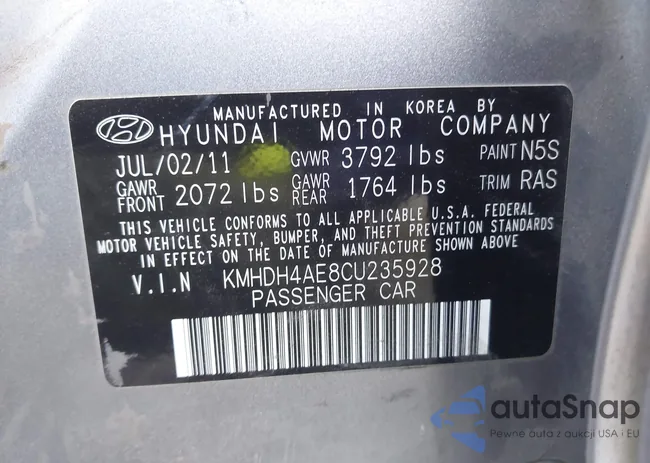 MANUFACTURED IN KOREA BY
HYUNDAI MOTOR COMPANY
JUL/02/11 GVWR 3792 lbs PAINT N5S
GAWR FRONT 2072 lbs GAWR REAR 1764 lbs TRIM RAS
THIS VEHICLE CONFORMS TO ALL APPLICABLE U.S.A. FEDERAL
MOTOR VEHICLE SAFETY, BUMPER, AND THEFT PREVENTION STANDARDS
IN EFFECT ON THE DATE OF MANUFACTURE SHOWN ABOVE
V.I.N KMHDH4AE8CU235928
PASSENGER CAR
autaSnap
Pewne auta z aukcji USA i EU